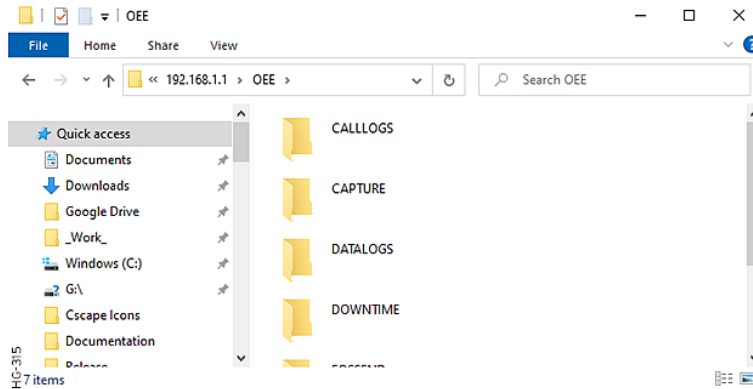 OEE
File Home Share View
« 192.168.1.1 > OEE >
Search OEE
Quick access
Documents
Downloads
Google Drive
_Work_
Windows (C:)
G:\
Cscape Icons
Documentation
Release
CALLLOGS
CAPTURE
DATALOGS
DOWNTIME
7 items
HG-315